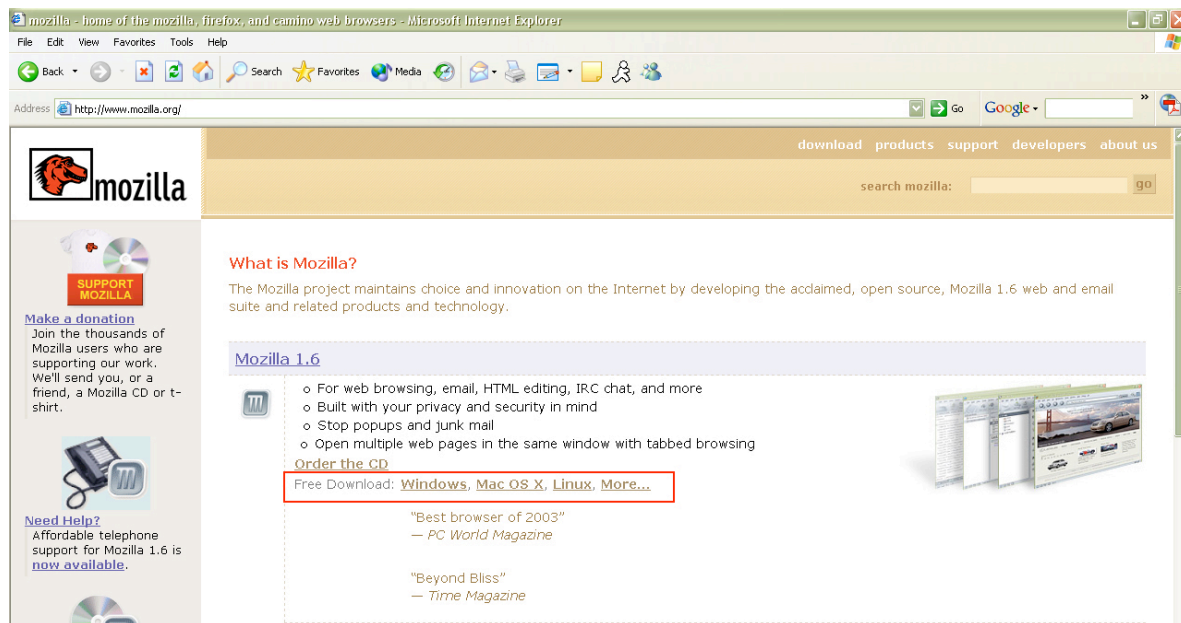 mozilla - home of the mozilla, firefox, and camino web browsers - Microsoft Internet Explorer
File Edit View Favorites Tools Help
Back Search Favorites Media
Address http://www.mozilla.org/ Go Google »
download products support developers about us
mozilla
search mozilla: go
SUPPORT
MOZILLA
Make a donation
Join the thousands of
Mozilla users who are
supporting our work.
We'll send you, or a
friend, a Mozilla CD or t-
shirt.
m
Need Help?
Affordable telephone
support for Mozilla 1.6 is
now available.
What is Mozilla?
The Mozilla project maintains choice and innovation on the Internet by developing the acclaimed, open source, Mozilla 1.6 web and email
suite and related products and technology.
Mozilla 1.6
m
o For web browsing, email, HTML editing, IRC chat, and more
o Built with your privacy and security in mind
o Stop popups and junk mail
o Open multiple web pages in the same window with tabbed browsing
Order the CD
Free Download: Windows, Mac OS X, Linux, More...
"Best browser of 2003"
— PC World Magazine
"Beyond Bliss"
— Time Magazine